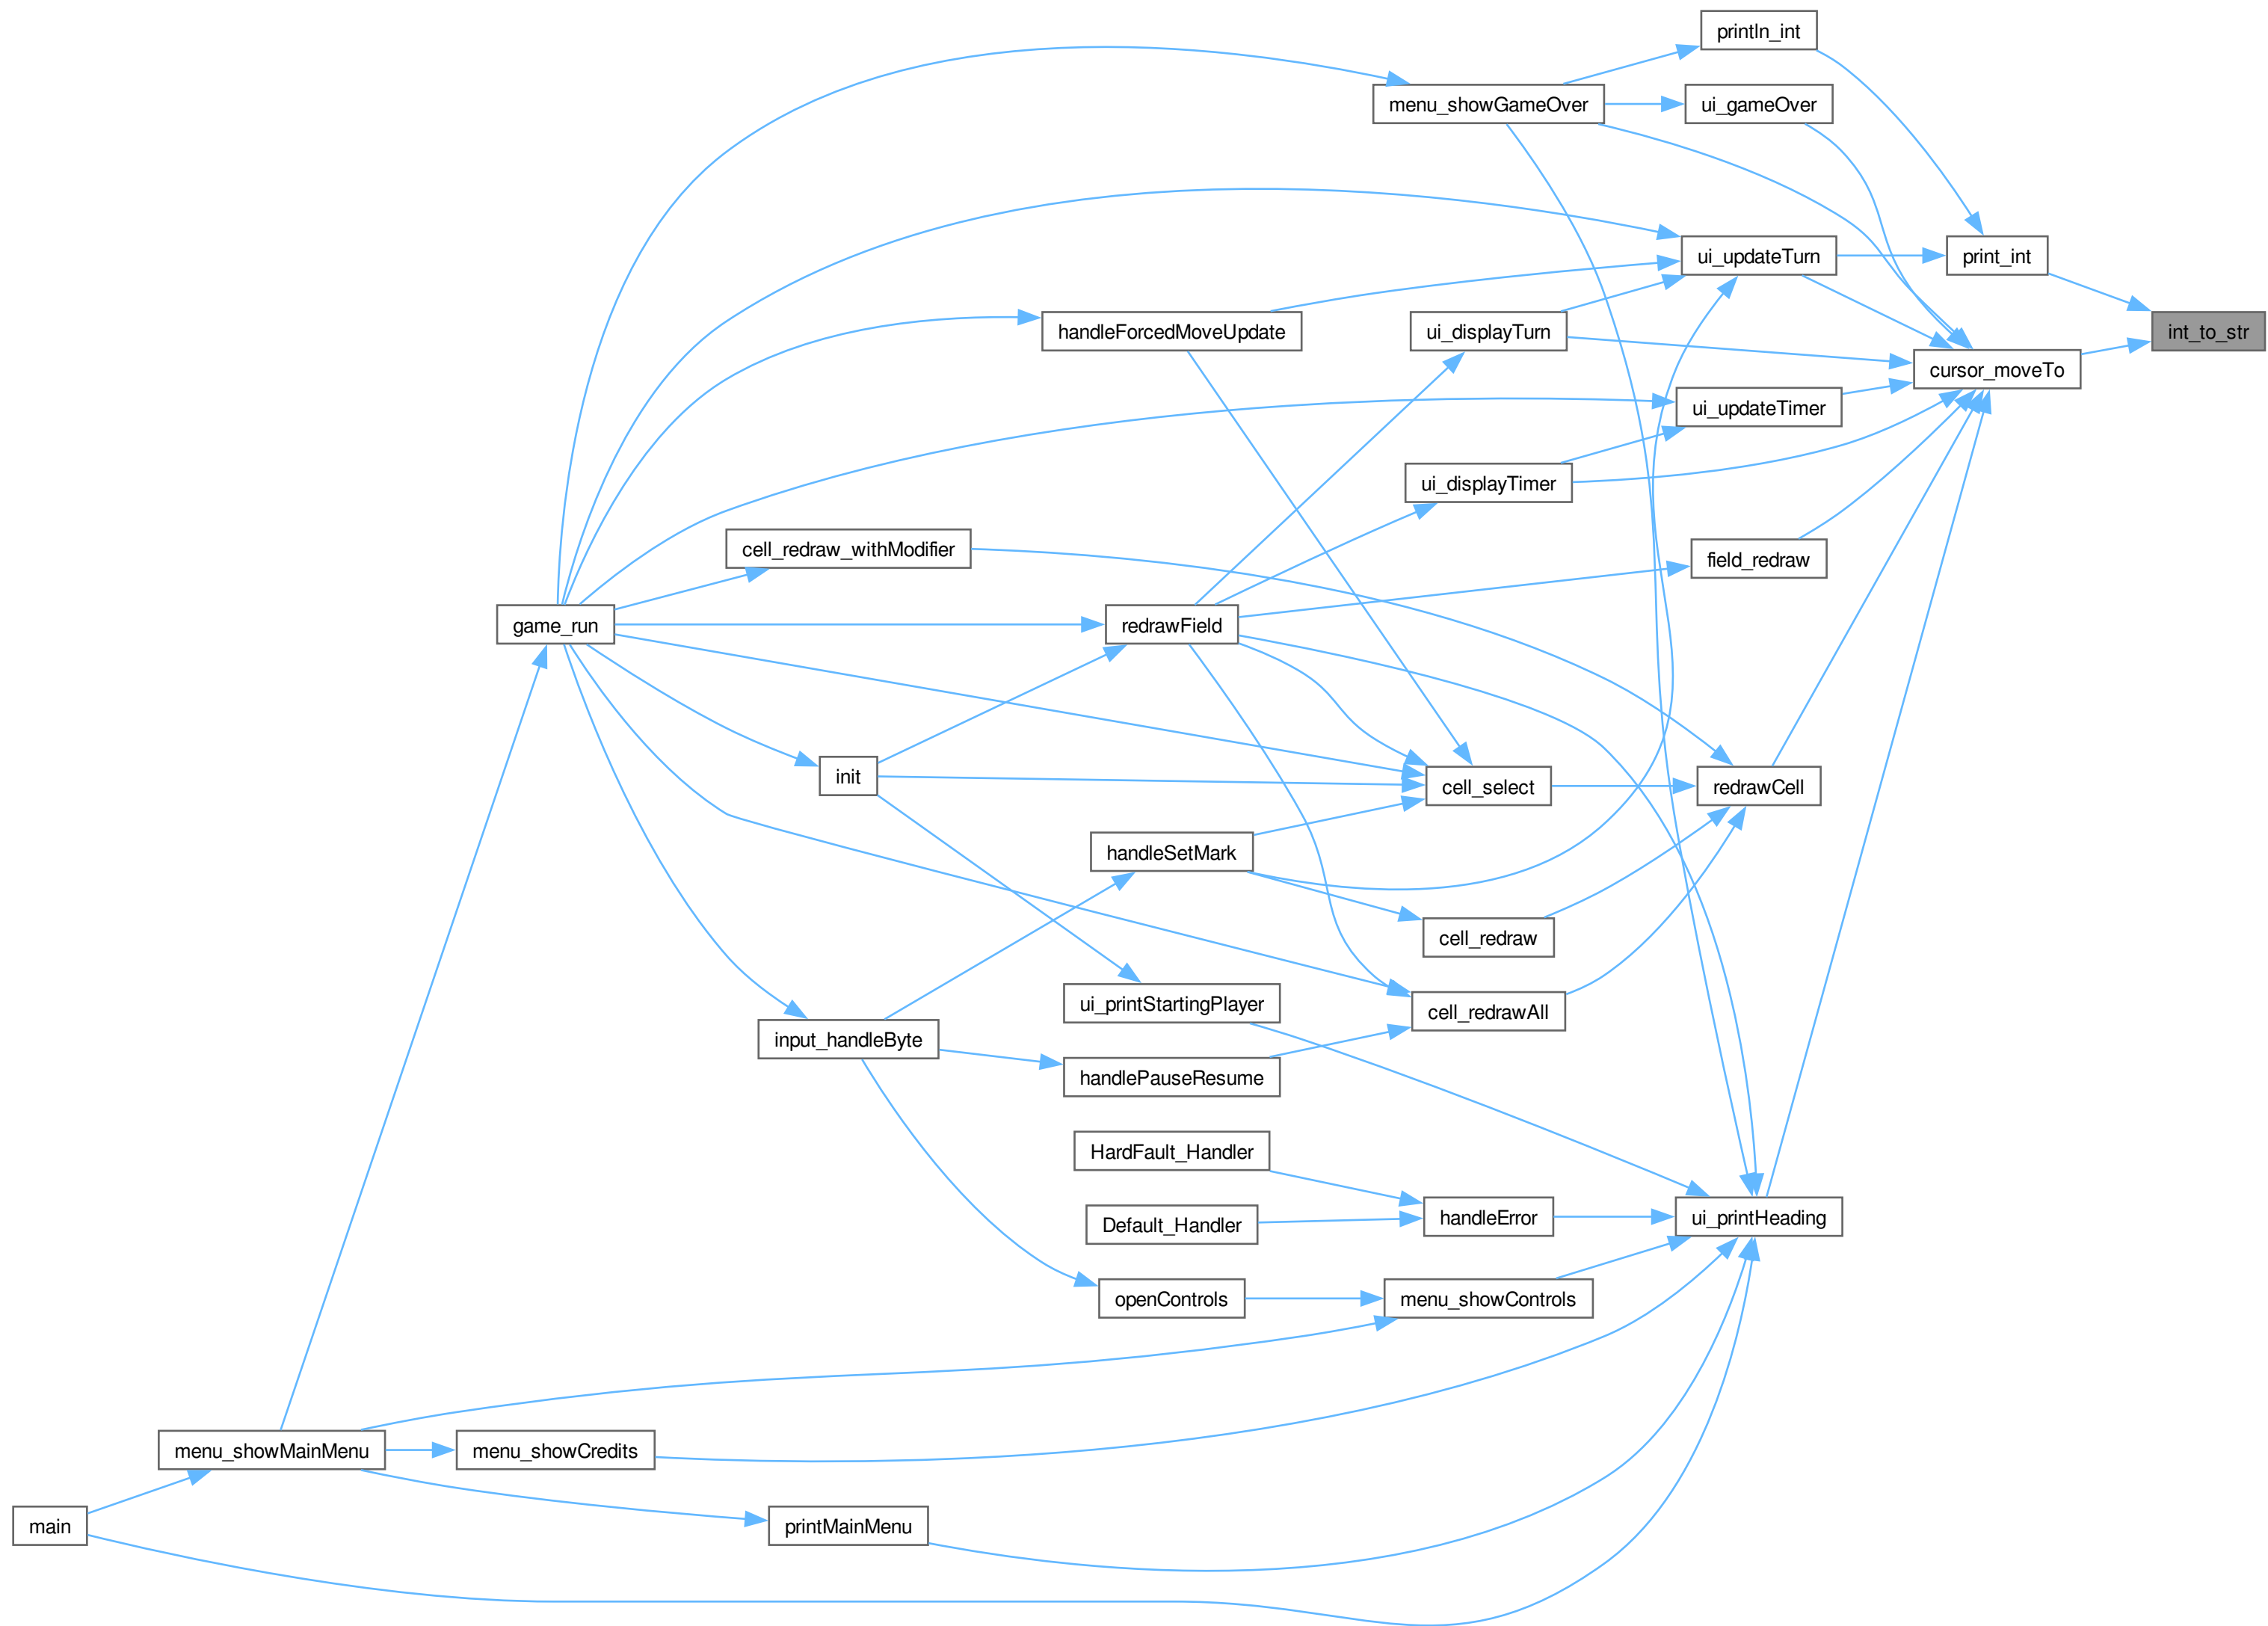 println_int
menu_showGameOver
ui_gameOver
ui_updateTurn
print_int
handleForcedMoveUpdate
ui_displayTurn
int_to_str
cursor_moveTo
ui_updateTimer
ui_displayTimer
cell_redraw_withModifier
field_redraw
game_run
redrawField
init
cell_select
redrawCell
handleSetMark
cell_redraw
ui_printStartingPlayer
cell_redrawAll
input_handleByte
handlePauseResume
HardFault_Handler
Default_Handler
handleError
ui_printHeading
openControls
menu_showControls
menu_showMainMenu
menu_showCredits
main
printMainMenu